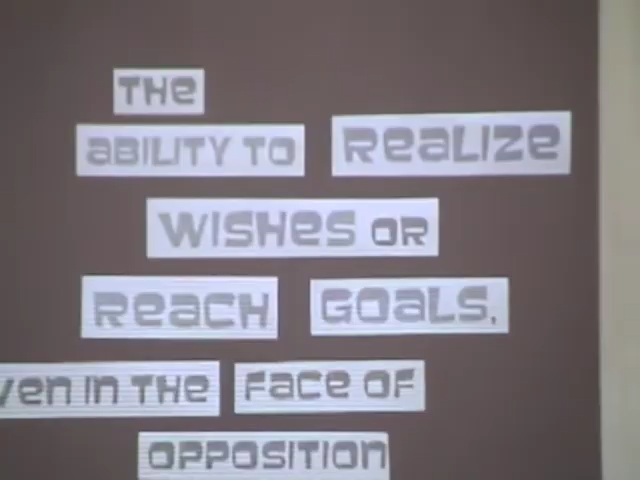 THe
aBILITY TO ReaLIZe
WISHes OR
ReacH GOaLS,
ven In THe Face OF
OPPOSITIOn